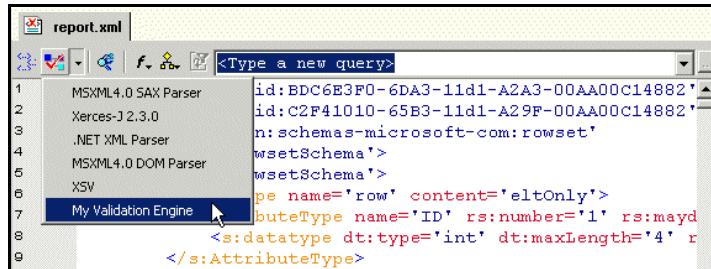 report.xml
<Type a new query>
MSXML4.0 SAX Parser
Xerces-J 2.3.0
.NET XML Parser
MSXML4.0 DOM Parser
XSV
My Validation Engine
1 id:BDC6E3F0-6DA3-11d1-A2A3-00AA00C14882'
2 id:C2F41010-65B3-11d1-A29F-00AA00C14882'
3 n:schemas-microsoft-com:rowset'
4 wsetSchema'>
5 wsetSchema'>
6 pe name='row' content='eltOnly'>
7 buteType name='ID' rs:number='1' rs:mayd
8 <s:datatype dt:type='int' dt:maxLength='4' r
9 </s:AttributeType>